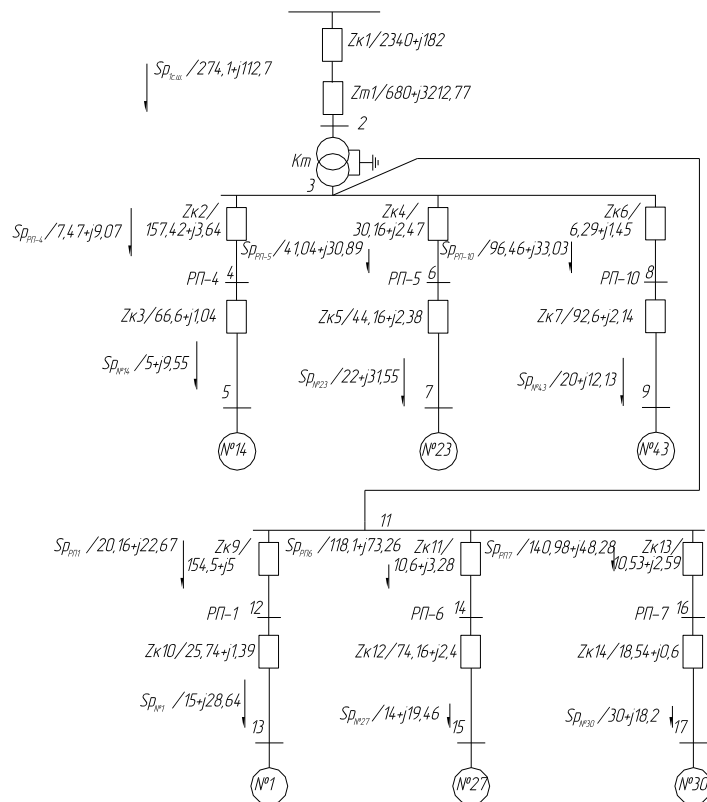 Zк1/2340+j182
Sp1с.ш. /274,1+j112,7
Zт1/680+j3212,77
2
Кт
3
Zк2/
157,42+j3,64
Zк4/
30,16+j2,47
Zк6/
6,29+j1,45
SpРП-4/7,47+j9,07
SpРП-5/41,04+j30,89
SpРП-10/96,46+j33,03
РП-4
4
РП-5
6
РП-10
8
Zк3/66,6+j1,04
Zк5/44,16+j2,38
Zк7/92,6+j2,14
Sp№14 /5+j9,55
Sp№23 /22+j31,55
Sp№43 /20+j12,13
5
7
9
№14
№23
№43
11
SpРП1 /20,16+j22,67
Zк9/
154,5+j5
SpРП6 /118,1+j73,26
Zк11/
10,6+j3,28
SpРП7 /140,98+j48,28
Zк13/
10,53+j2,59
РП-1
12
РП-6
14
РП-7
16
Zк10/25,74+j1,39
Zк12/74,16+j2,4
Zк14/18,54+j0,6
Sp№1 /15+j28,64
Sp№27 /14+j19,46
Sp№30 /30+j18,2
13
15
17
№1
№27
№30